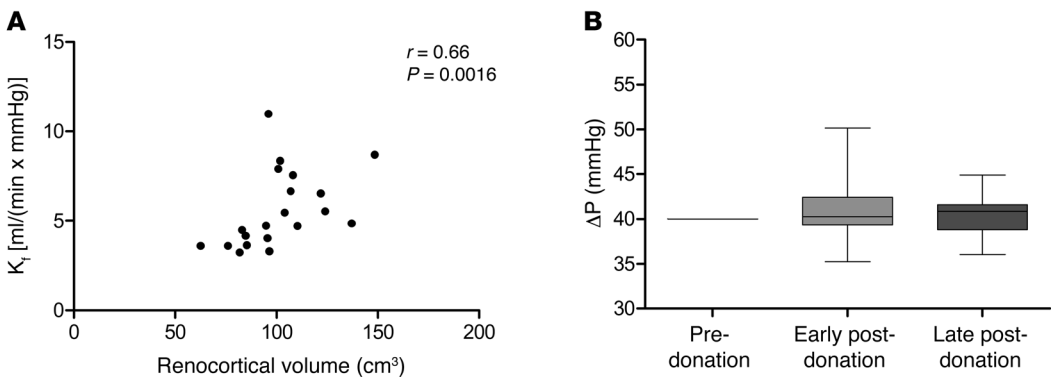 A
15
10
5
0
K_f [ml/(min x mmHg)]
r = 0.66
P = 0.0016
0
50
100
150
200
Renocortical volume (cm³)
B
60
55
50
45
40
35
30
ΔP (mmHg)
Pre-
donation
Early post-
donation
Late post-
donation